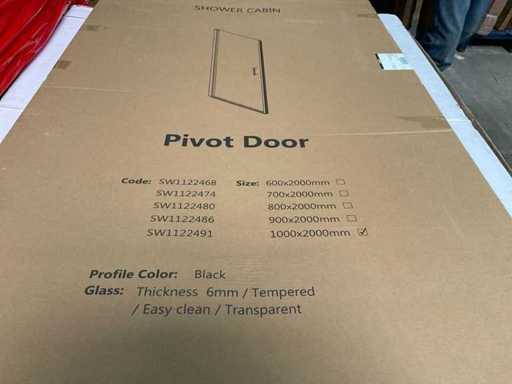 SHOWER CABIN
Pivot Door
Code: SW1122468 Size: 600x2000mm ☐
SW1122474 700x2000mm ☐
SW1122480 800x2000mm ☐
SW1122486 900x2000mm ☐
SW1122491 1000x2000mm ☑
Profile Color: Black
Glass: Thickness 6mm / Tempered
/ Easy clean / Transparent